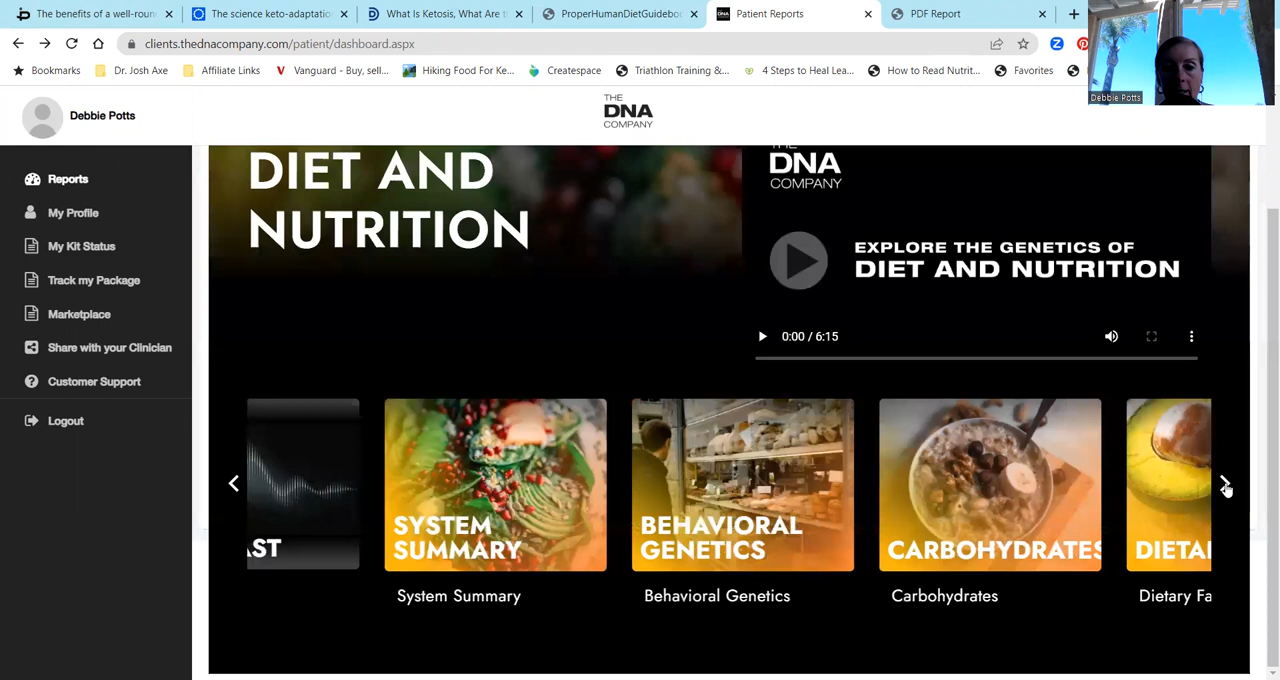 The benefits of a well-roun
The science keto-adaptatio
What Is Ketosis, What Are t
ProperHumanDietGuideboo
Patient Reports
PDF Report
clients.thednacompany.com/patient/dashboard.aspx
Bookmarks
Dr. Josh Axe
Affiliate Links
Vanguard - Buy, sell...
Hiking Food For Ke...
Createspace
Triathlon Training &...
4 Steps to Heal Lea...
How to Read Nutrit...
Favorites
Debbie Potts
Debbie Potts
THE
DNA
COMPANY
Reports
My Profile
My Kit Status
Track my Package
Marketplace
Share with your Clinician
Customer Support
Logout
DIET AND
NUTRITION
THE
DNA
COMPANY
EXPLORE THE GENETICS OF
DIET AND NUTRITION
0:00 / 6:15
AST
SYSTEM
SUMMARY
BEHAVIORAL
GENETICS
CARBOHYDRATES
DIETA
System Summary
Behavioral Genetics
Carbohydrates
Dietary Fa